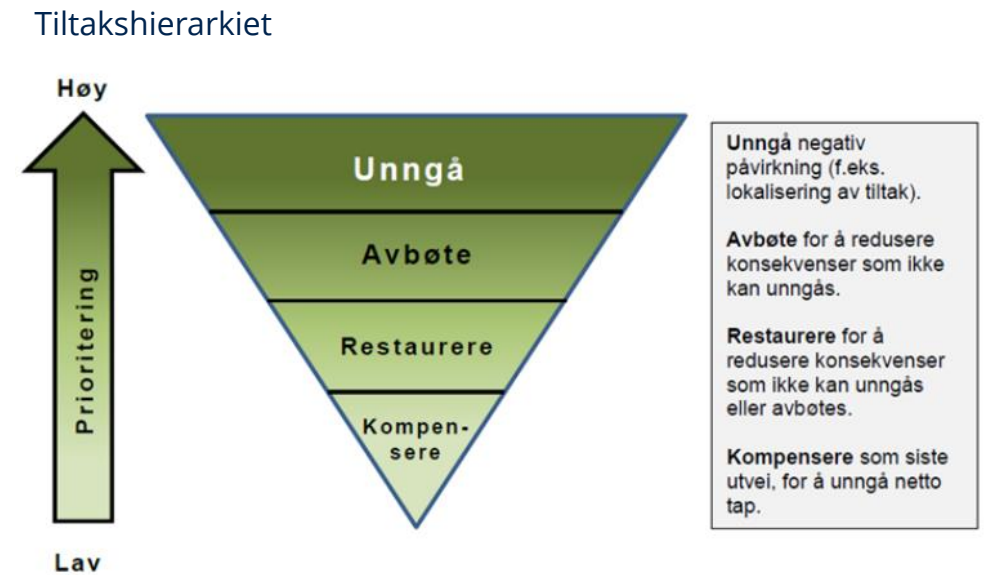 Tiltakshierarkiet
Høy
Prioritering
Lav
Unngå
Avbøte
Restaurere
Kompen-
sere
Unngå negativ
påvirkning (f.eks.
lokalisering av tiltak).
Avbøte for å redusere
konsekvenser som ikke
kan unngås.
Restaurere for å
redusere konsekvenser
som ikke kan unngås
eller avbøtes.
Kompensere som siste
utvei, for å unngå netto
tap.